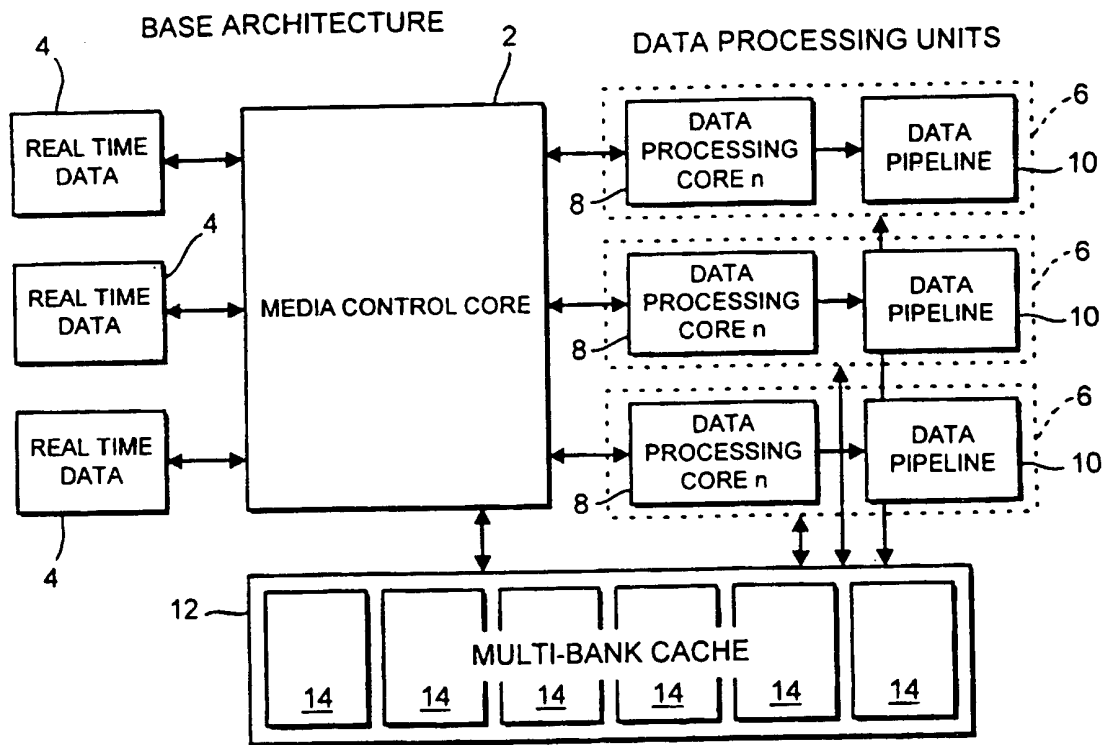 BASE ARCHITECTURE
DATA PROCESSING UNITS
4
2
6
REAL TIME
DATA
DATA
PROCESSING
CORE n
DATA
PIPELINE
8
10
4
6
REAL TIME
DATA
MEDIA CONTROL CORE
DATA
PROCESSING
CORE n
DATA
PIPELINE
8
10
6
REAL TIME
DATA
DATA
PROCESSING
CORE n
DATA
PIPELINE
8
10
4
12
MULTI-BANK CACHE
14 14 14 14 14 14